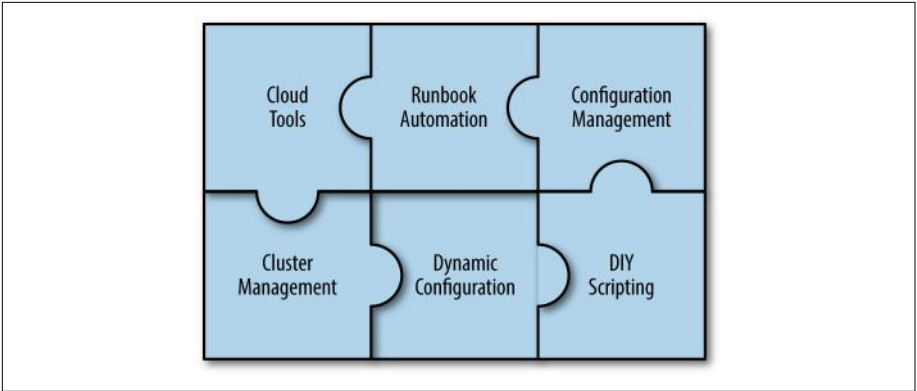 Cloud
Tools
Runbook
Automation
Configuration
Management
Cluster
Management
Dynamic
Configuration
DIY
Scripting